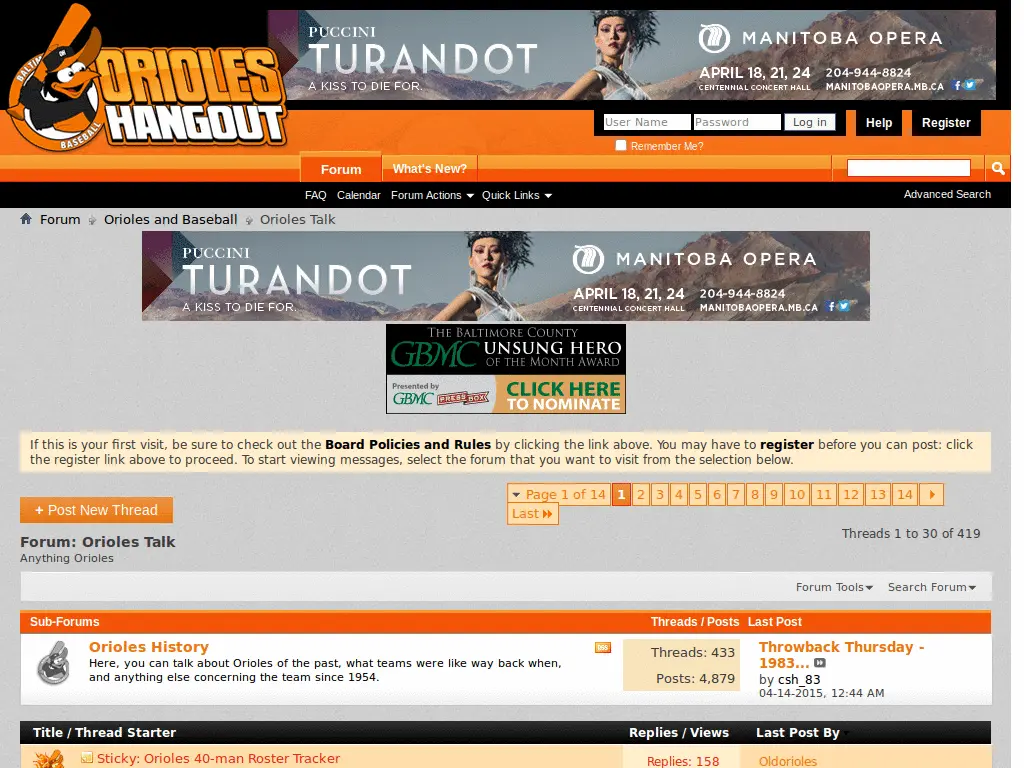 BALTIMORE
BASEBALL
ORIOLES
HANGOUT
PUCCINI
TURANDOT
A KISS TO DIE FOR.
MANITOBA OPERA
APRIL 18, 21, 24 204-944-8824
CENTENNIAL CONCERT HALL MANITOBAOPERA.MB.CA
User Name Password Log in Help Register
Remember Me?
Forum What's New?
FAQ Calendar Forum Actions Quick Links Advanced Search
Forum Orioles and Baseball Orioles Talk
PUCCINI
TURANDOT
A KISS TO DIE FOR.
MANITOBA OPERA
APRIL 18, 21, 24 204-944-8824
CENTENNIAL CONCERT HALL MANITOBAOPERA.MB.CA
THE BALTIMORE COUNTY
GBMC UNSUNG HERO
OF THE MONTH AWARD
Presented by
GBMC PRESS BOX
CLICK HERE
TO NOMINATE
If this is your first visit, be sure to check out the Board Policies and Rules by clicking the link above. You may have to register before you can post: click
the register link above to proceed. To start viewing messages, select the forum that you want to visit from the selection below.
+ Post New Thread
Page 1 of 14 1 2 3 4 5 6 7 8 9 10 11 12 13 14
Last
Threads 1 to 30 of 419
Forum: Orioles Talk
Anything Orioles
Forum Tools Search Forum
Sub-Forums Threads / Posts Last Post
Orioles History
Here, you can talk about Orioles of the past, what teams were like way back when,
and anything else concerning the team since 1954.
RSS
Threads: 433
Posts: 4,879
Throwback Thursday -
1983...
by csh_83
04-14-2015, 12:44 AM
Title / Thread Starter Replies / Views Last Post By
Sticky: Orioles 40-man Roster Tracker Replies: 158 Oldorioles